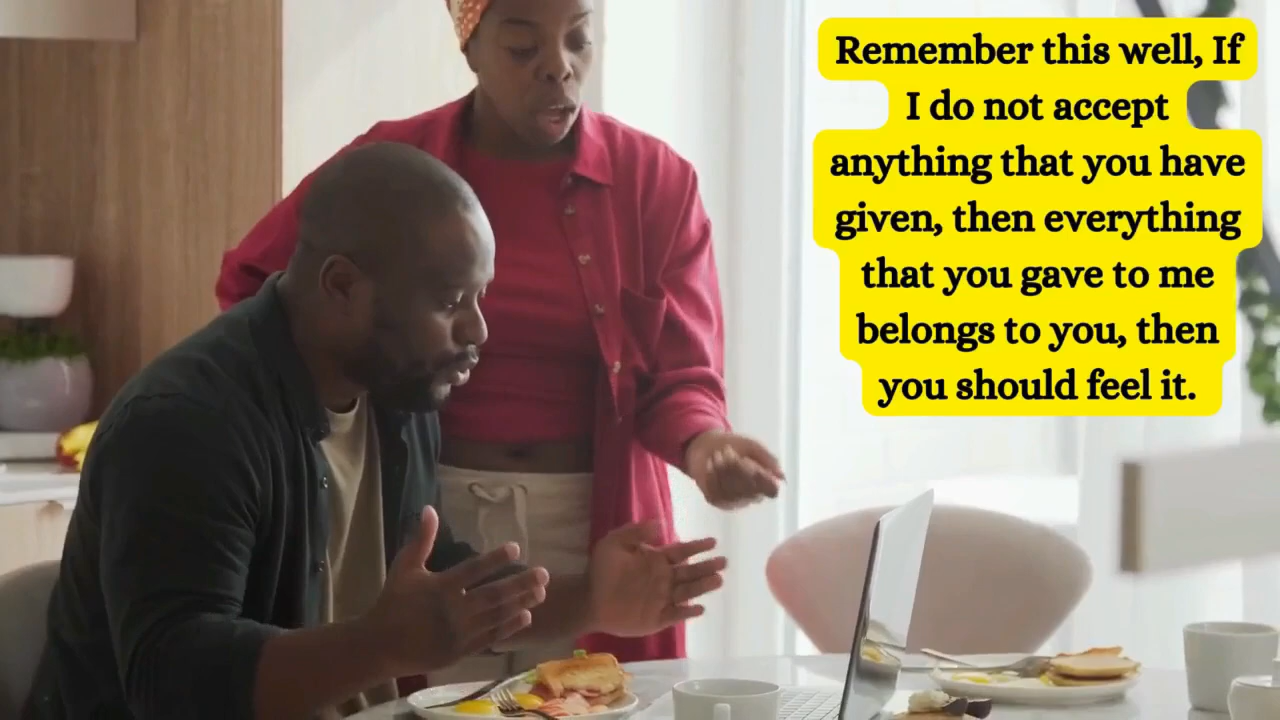 Remember this well, If
I do not accept
anything that you have
given, then everything
that you gave to me
belongs to you, then
you should feel it.